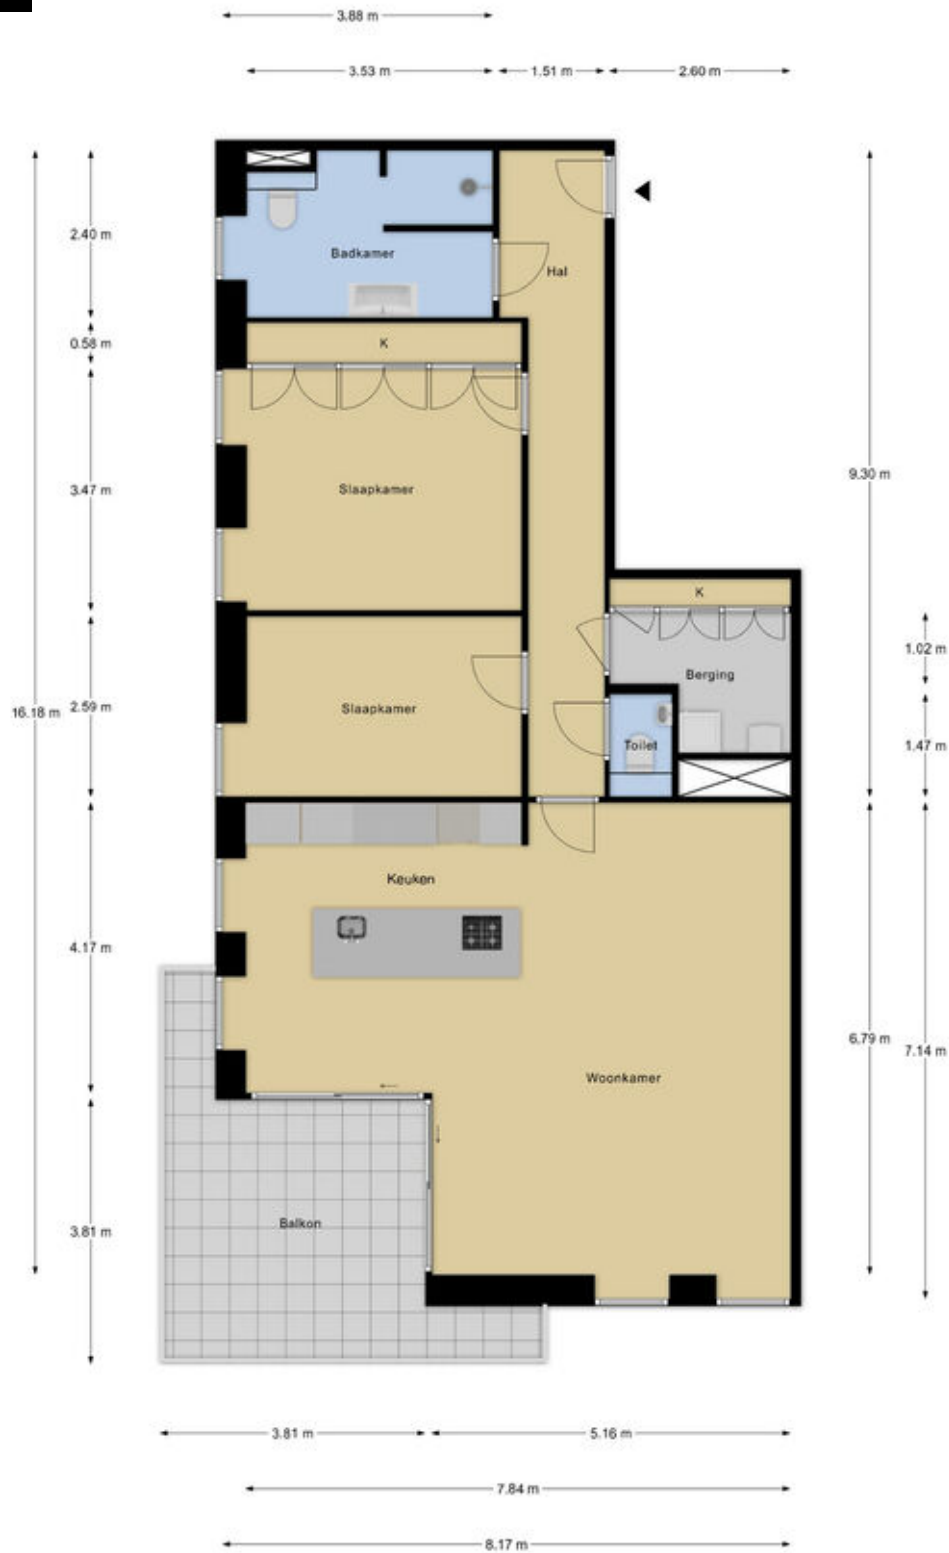 3.88 m
3.53 m
1.51 m
2.60 m
2.40 m
Badkamer
Hal
0.58 m
K
9.30 m
3.47 m
Slaapkamer
K
1.02 m
Berging
16.18 m
2.59 m
Slaapkamer
Toilet
1.47 m
Keuken
4.17 m
6.79 m
7.14 m
Woonkamer
3.81 m
Balkon
3.81 m
5.16 m
7.84 m
8.17 m